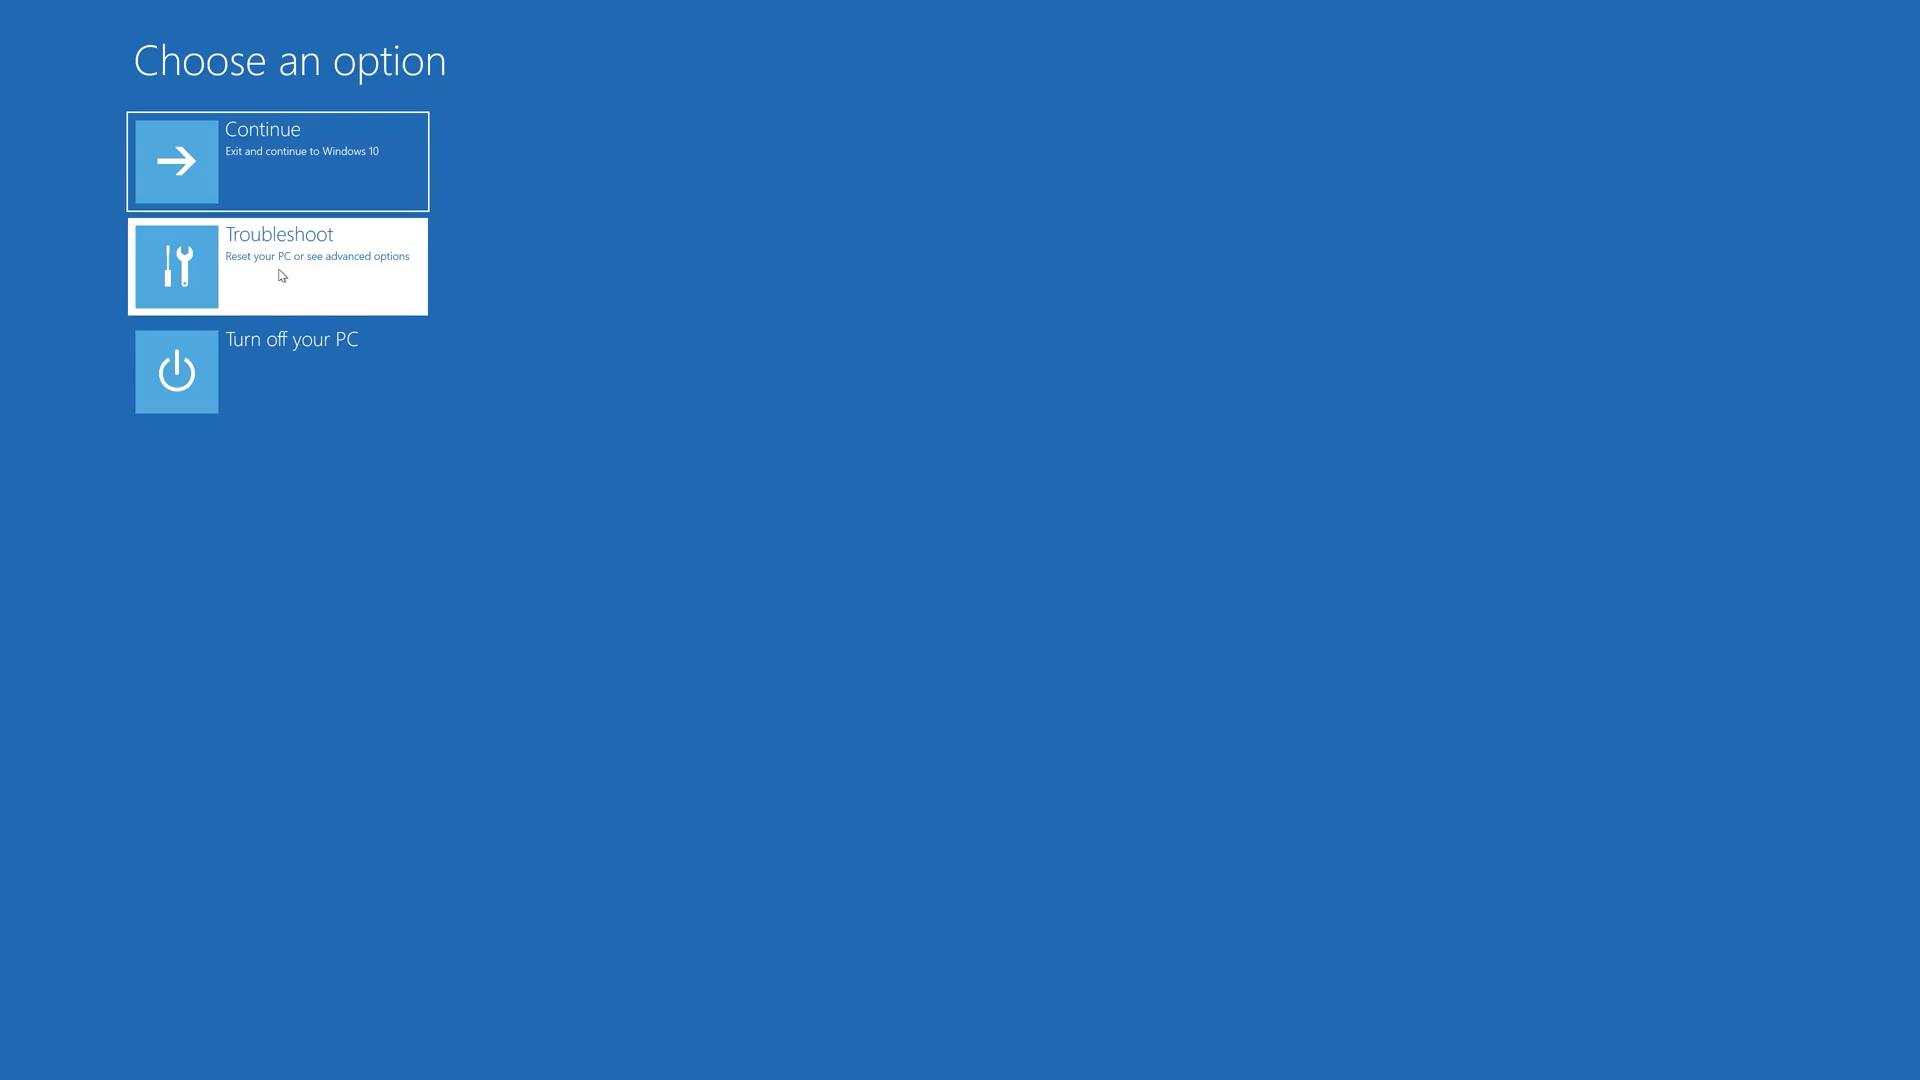 Choose an option
Continue
Exit and continue to Windows 10
Troubleshoot
Reset your PC or see advanced options
Turn off your PC